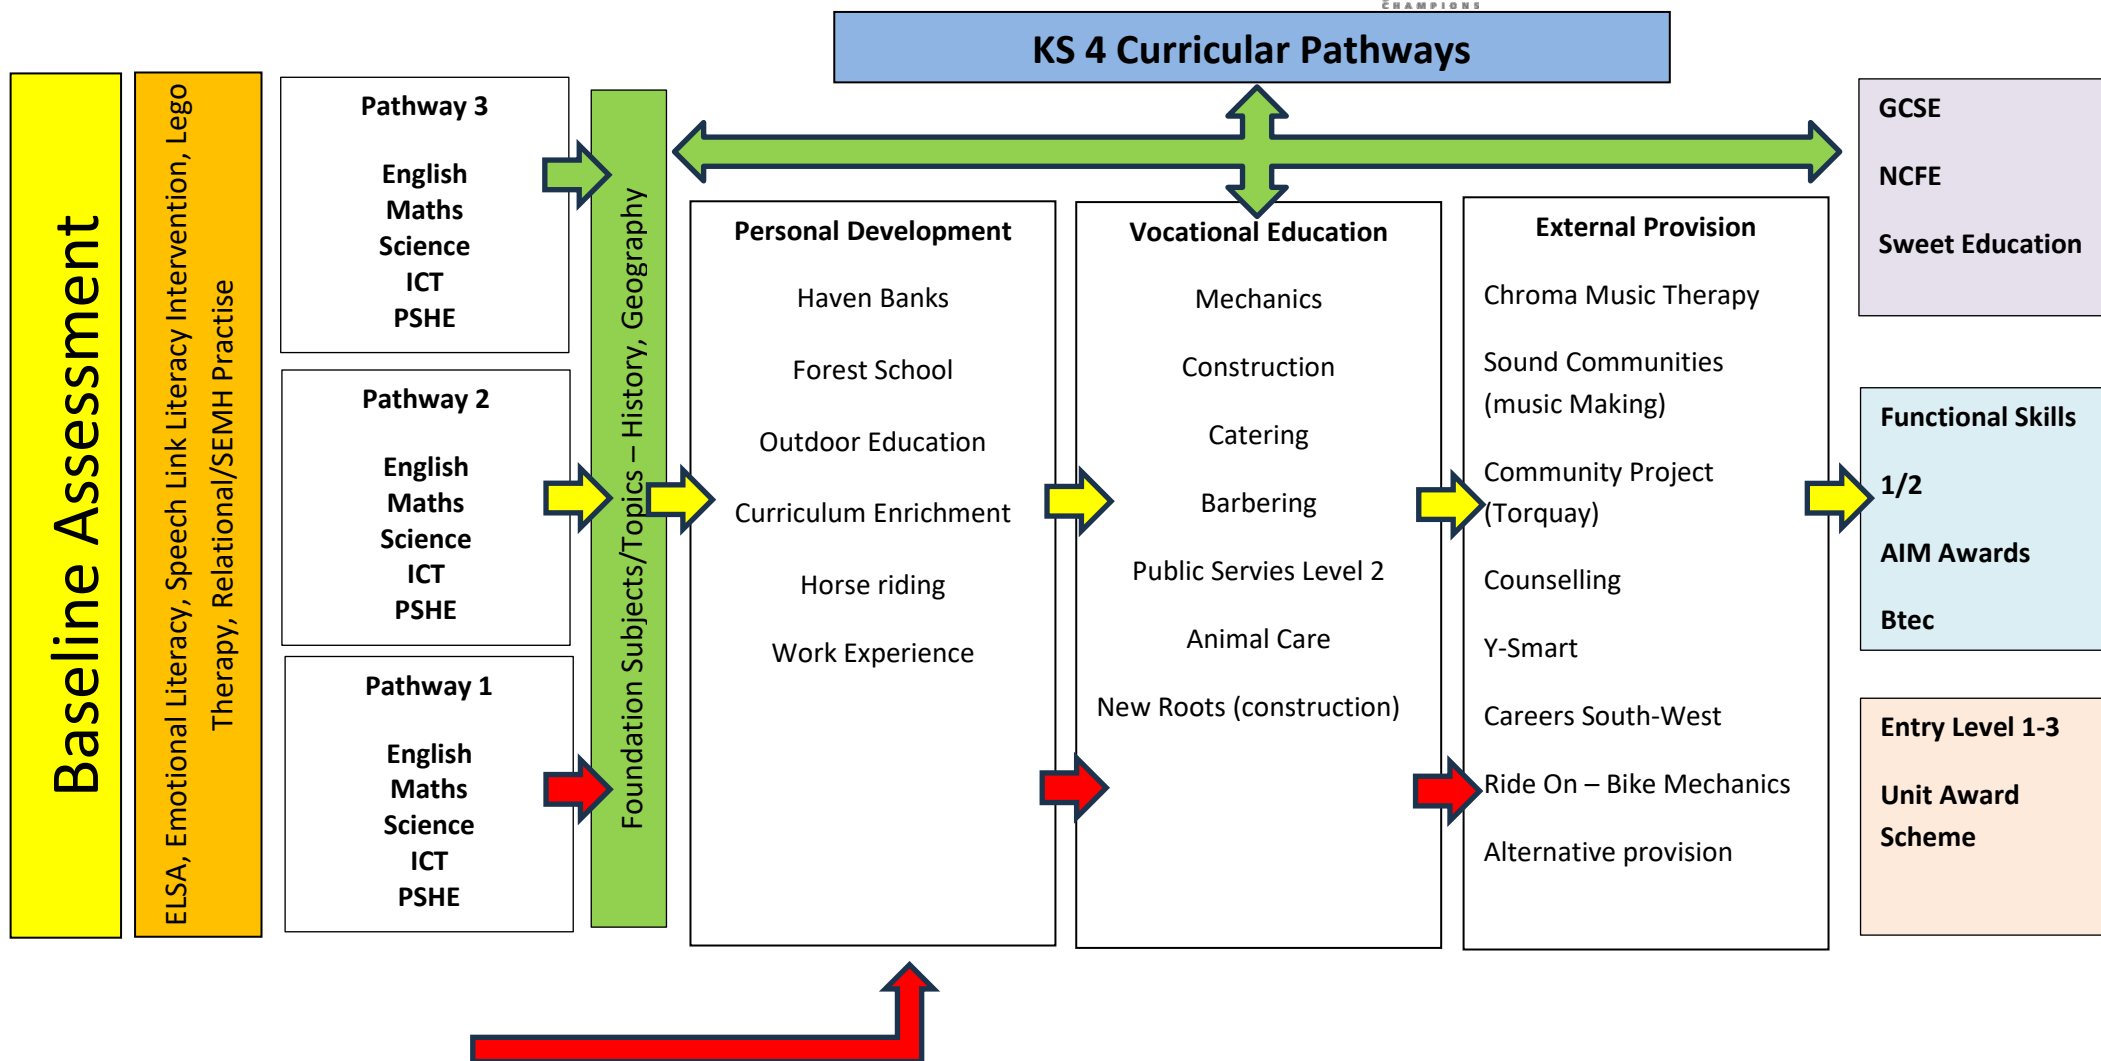 CHAMPIONS
KS 4 Curricular Pathways
Baseline Assessment
ELSA, Emotional Literacy, Speech Link Literacy Intervention, Lego
Therapy, Relational/SEMH Practise
Pathway 3
English
Maths
Science
ICT
PSHE
Pathway 2
English
Maths
Science
ICT
PSHE
Pathway 1
English
Maths
Science
ICT
PSHE
Foundation Subjects/Topics – History, Geography
Personal Development
Haven Banks
Forest School
Outdoor Education
Curriculum Enrichment
Horse riding
Work Experience
Vocational Education
Mechanics
Construction
Catering
Barbering
Public Servies Level 2
Animal Care
New Roots (construction)
External Provision
Chroma Music Therapy
Sound Communities
(music Making)
Community Project
(Torquay)
Counselling
Y-Smart
Careers South-West
Ride On – Bike Mechanics
Alternative provision
GCSE
NCFE
Sweet Education
Functional Skills
1/2
AIM Awards
Btec
Entry Level 1-3
Unit Award
Scheme